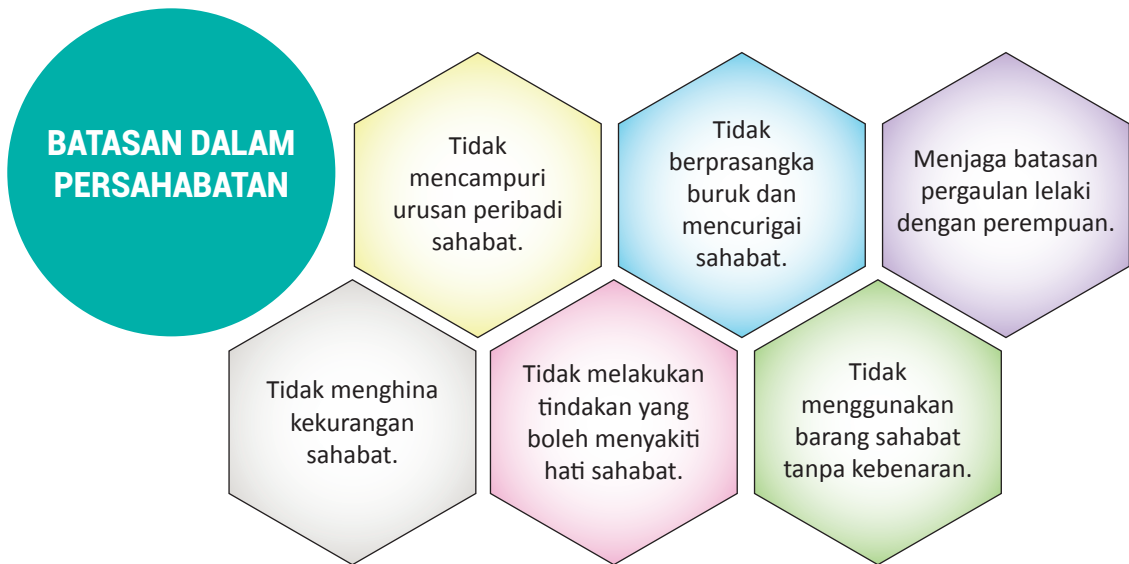 BATASAN DALAM
PERSAHABATAN
Tidak
mencampuri
urusan peribadi
sahabat.
Tidak
berprasangka
buruk dan
mencurigai
sahabat.
Menjaga batasan
pergaulan lelaki
dengan perempuan.
Tidak menghina
kekurangan
sahabat.
Tidak melakukan
tindakan yang
boleh menyakiti
hati sahabat.
Tidak
menggunakan
barang sahabat
tanpa kebenaran.